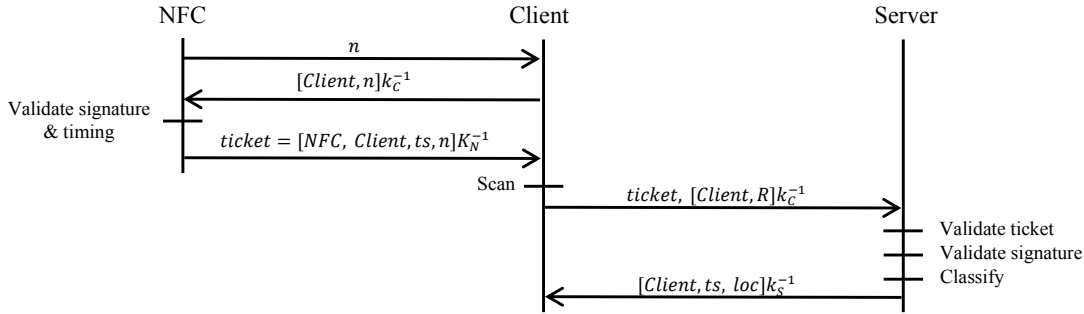 NFC Client Server
n
[Client, n]k_C^{-1}
Validate signature
& timing
ticket = [NFC, Client, ts, n]K_N^{-1}
Scan
ticket, [Client, R]k_C^{-1}
Validate ticket
Validate signature
Classify
[Client, ts, loc]k_S^{-1}